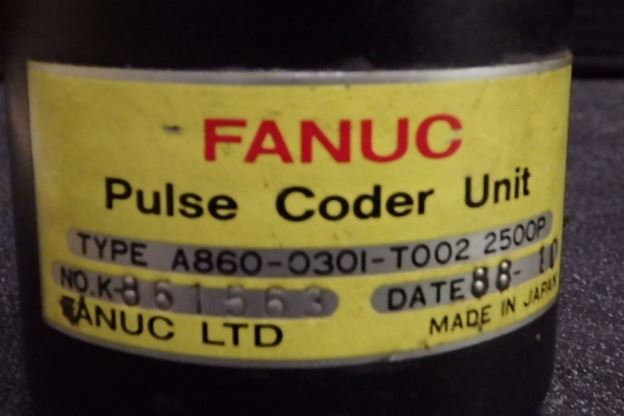 FANUC
Pulse Coder Unit
TYPE A860-0301-T002 2500P
NO.K-861563 DATE 88-10
FANUC LTD MADE IN JAPAN